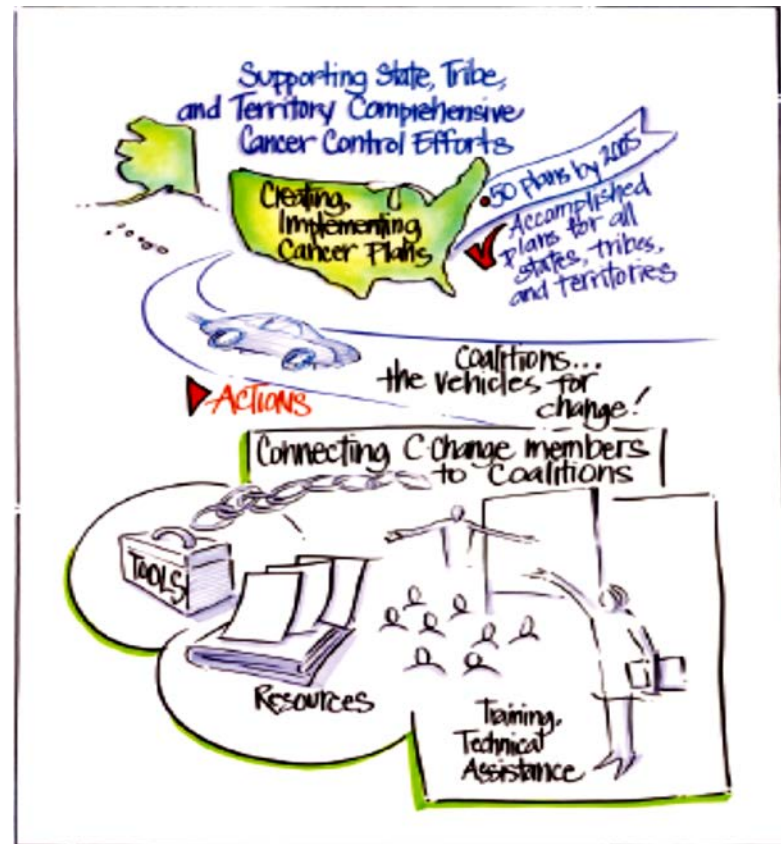 Supporting State, Tribe,
and Territory Comprehensive
Cancer Control Efforts
Creating,
Implementing
Cancer Plans
50 plans by 2005
Accomplished
plans for all
states, tribes,
and territories
Coalitions...
the vehicles for
change!
ACTIONS
Connecting C-Change members
to Coalitions
TOOLS
Resources
Training,
Technical
Assistance